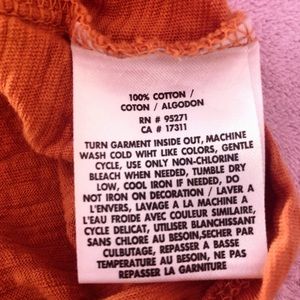 100% COTTON /
COTON / ALGODON
RN # 95271
CA # 17311
TURN GARMENT INSIDE OUT, MACHINE
WASH COLD WIHT LIKE COLORS, GENTLE
CYCLE, USE ONLY NON-CHLORINE
BLEACH WHEN NEEDED, TUMBLE DRY
LOW, COOL IRON IF NEEDED, DO
NOT IRON ON DECORATION / LAVER A
L'ENVERS, LAVAGE A LA MACHINE A
L'EAU FROIDE AVEC COULEUR SIMILAIRE,
CYCLE DELICAT, UTILISER BLANCHISSANT
SANS CHLORE AU BESOIN,SECHER PAR
CULBUTAGE, REPASSER A BASSE
TEMPERATURE AU BESOIN, NE PAS
REPASSER LA GARNITURE